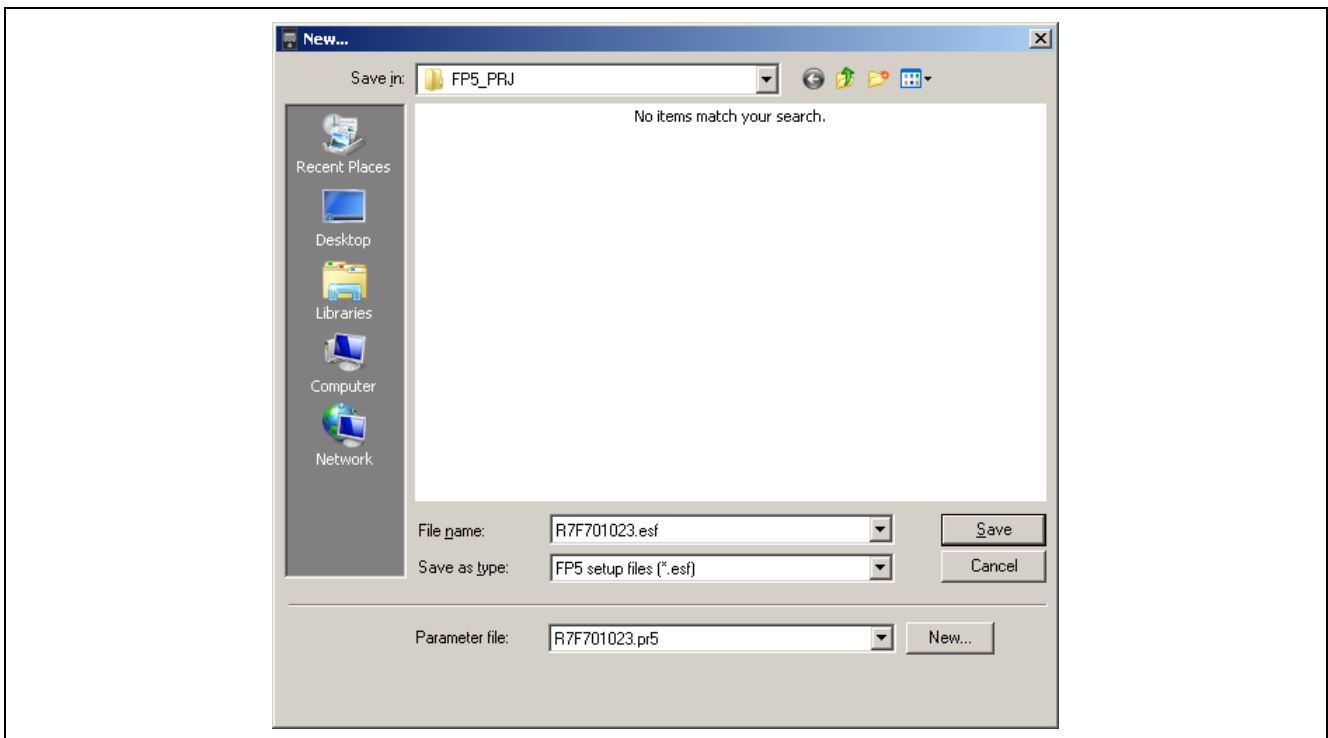 New...
Save in: FP5_PRJ
No items match your search.
Recent Places
Desktop
Libraries
Computer
Network
File name: R7F701023.esf Save
Save as type: FP5 setup files (*.esf) Cancel
Parameter file: R7F701023.pr5 New...